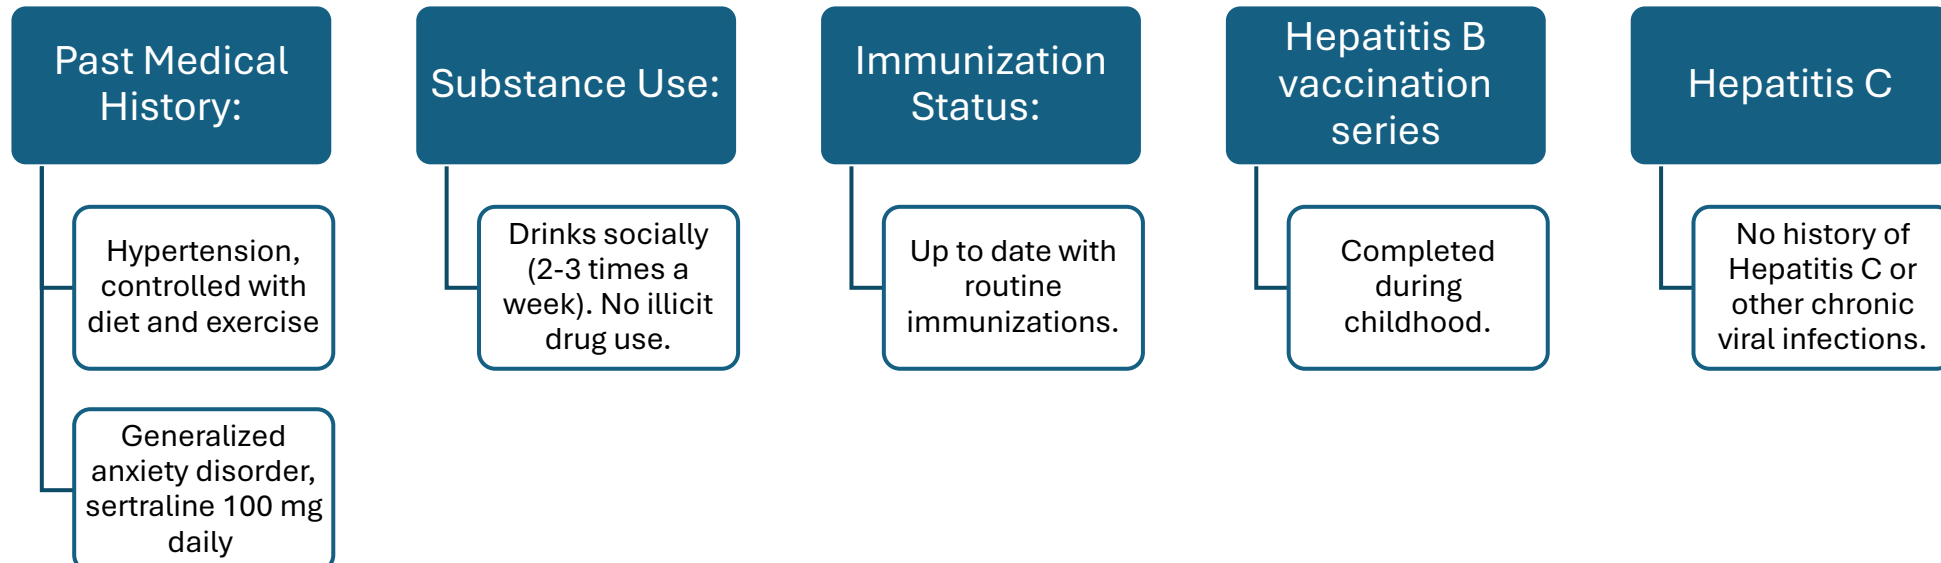 Past Medical
History:
Hypertension,
controlled with
diet and exercise
Generalized
anxiety disorder,
sertraline 100 mg
daily
Substance Use:
Drinks socially
(2-3 times a
week). No illicit
drug use.
Immunization
Status:
Up to date with
routine
immunizations.
Hepatitis B
vaccination
series
Completed
during
childhood.
Hepatitis C
No history of
Hepatitis C or
other chronic
viral infections.